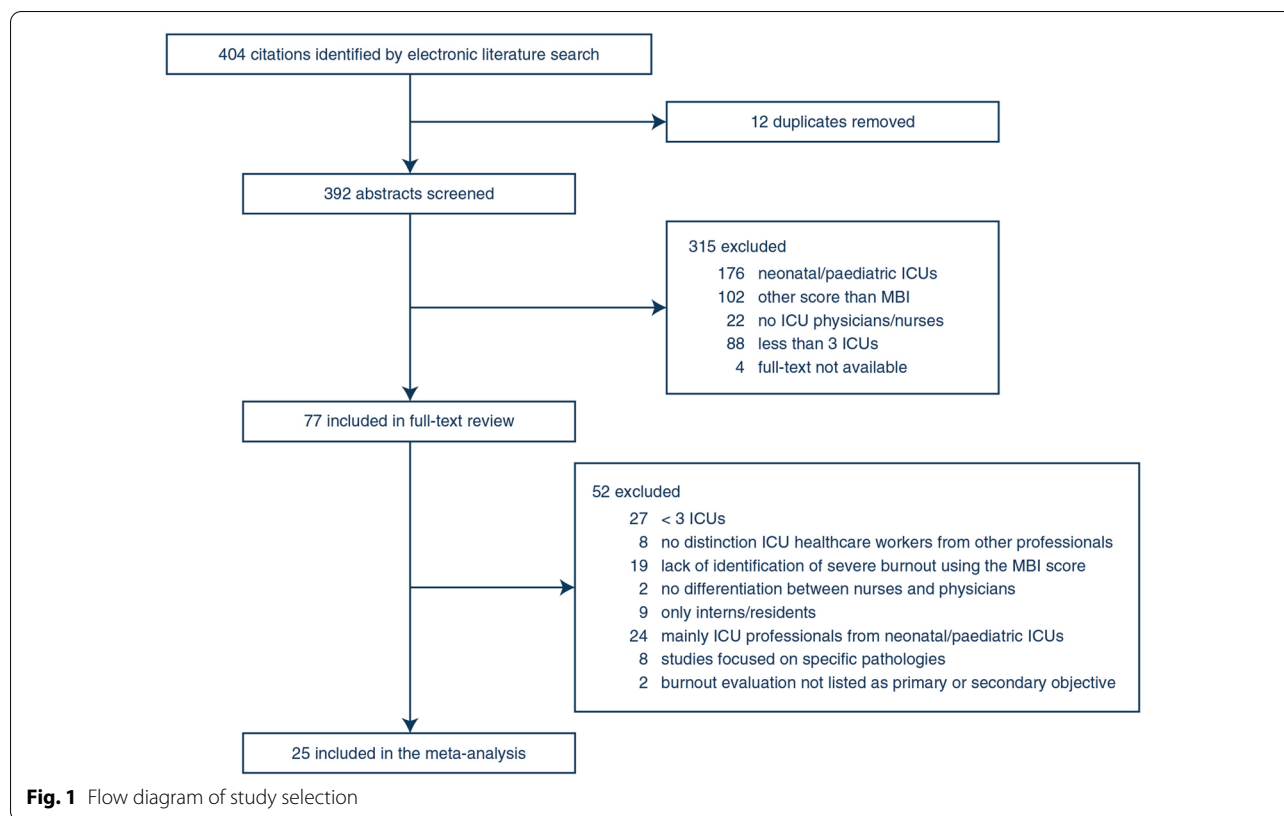 404 citations identified by electronic literature search
12 duplicates removed
392 abstracts screened
315 excluded
176 neonatal/paediatric ICUs
102 other score than MBI
22 no ICU physicians/nurses
88 less than 3 ICUs
4 full-text not available
77 included in full-text review
52 excluded
27 < 3 ICUs
8 no distinction ICU healthcare workers from other professionals
19 lack of identification of severe burnout using the MBI score
2 no differentiation between nurses and physicians
9 only interns/residents
24 mainly ICU professionals from neonatal/paediatric ICUs
8 studies focused on specific pathologies
2 burnout evaluation not listed as primary or secondary objective
25 included in the meta-analysis
Fig. 1 Flow diagram of study selection